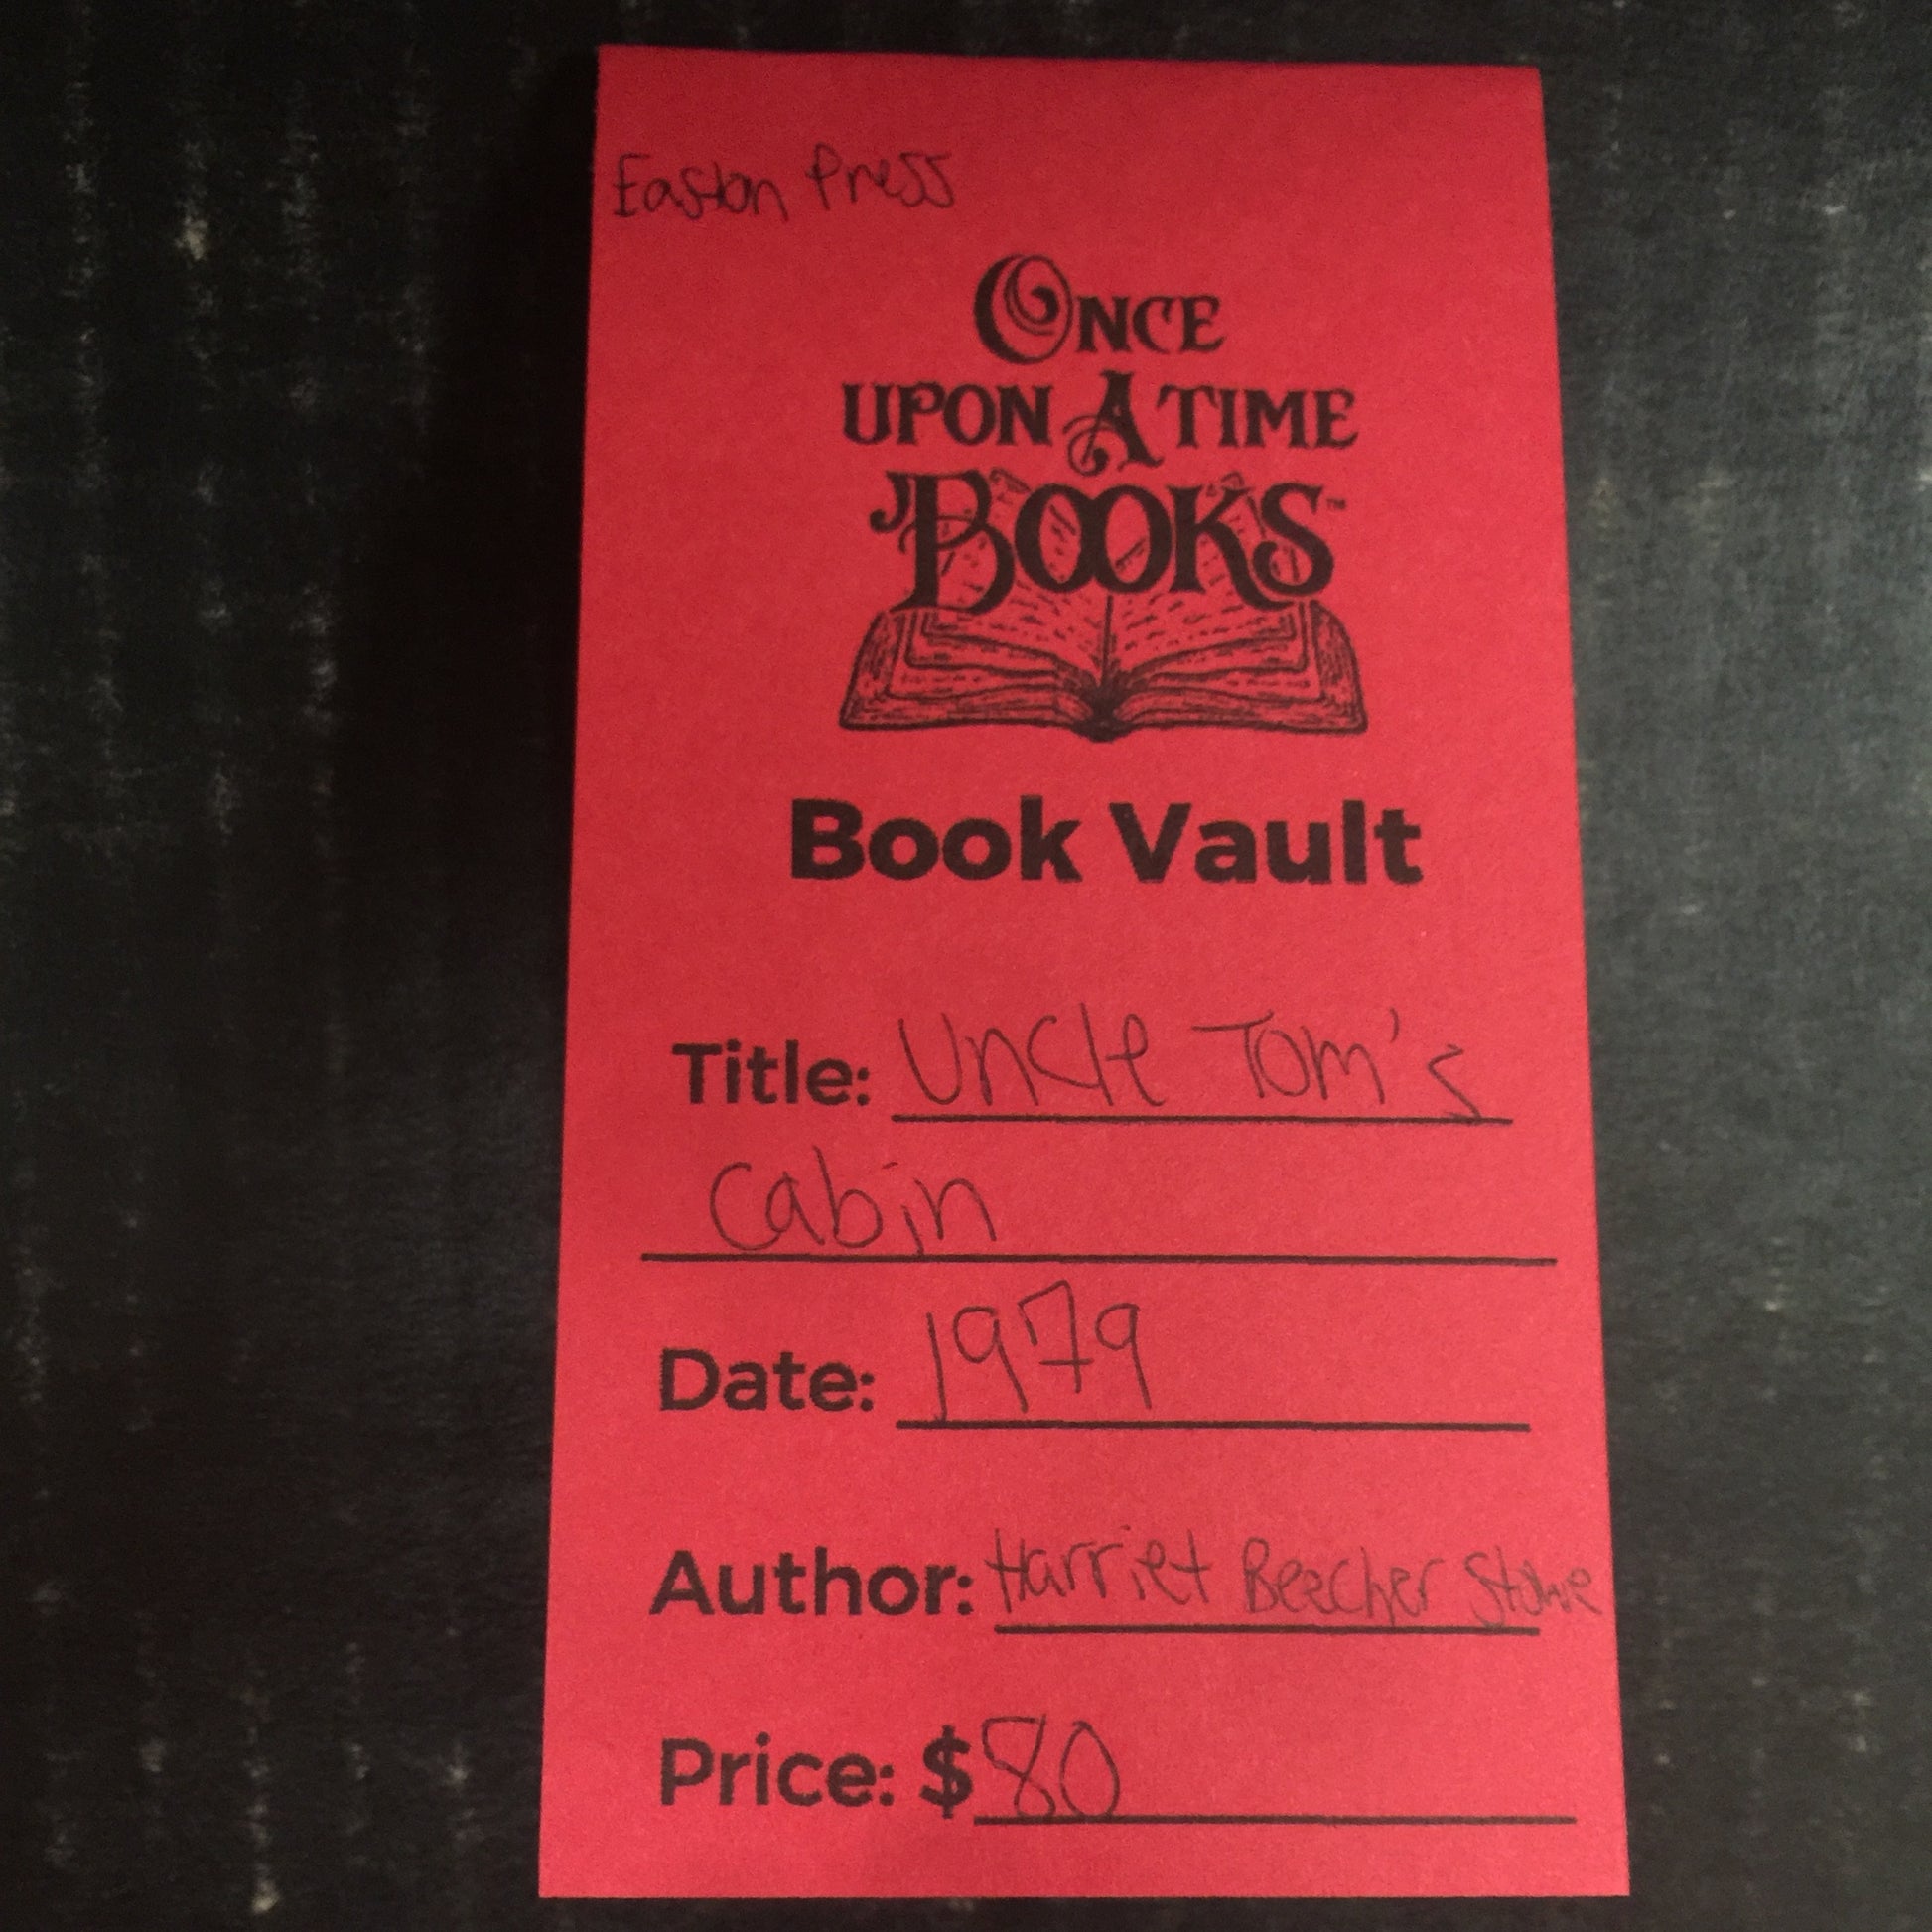 Easton Press
ONCE
UPON A TIME
BOOKS™
Book Vault
Title: Uncle Tom's
Cabin
Date: 1979
Author: Harriet Beecher Stowe
Price: $80